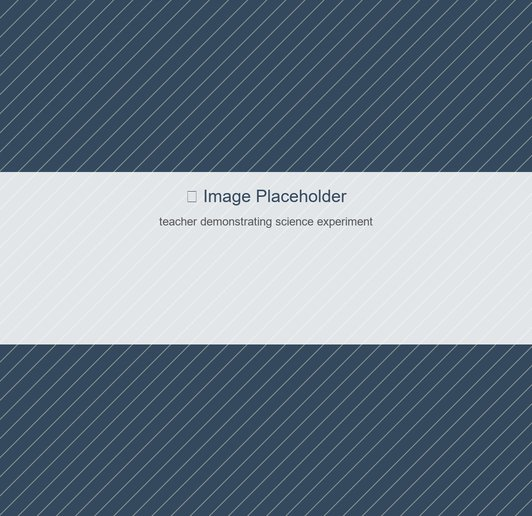 Image Placeholder
teacher demonstrating science experiment